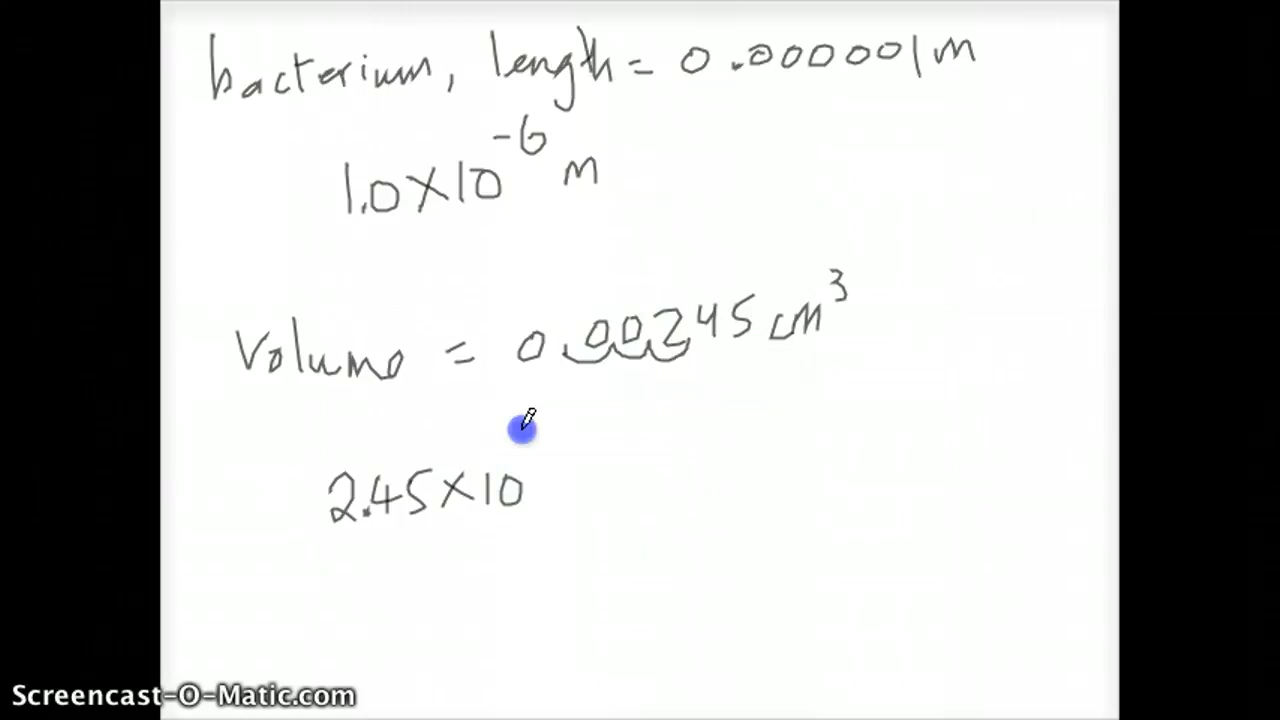 bacterium, length = 0.000001m
1.0X10⁻⁶ m
Volume = 0.00245 cm³
2.45X10
Screencast-O-Matic.com